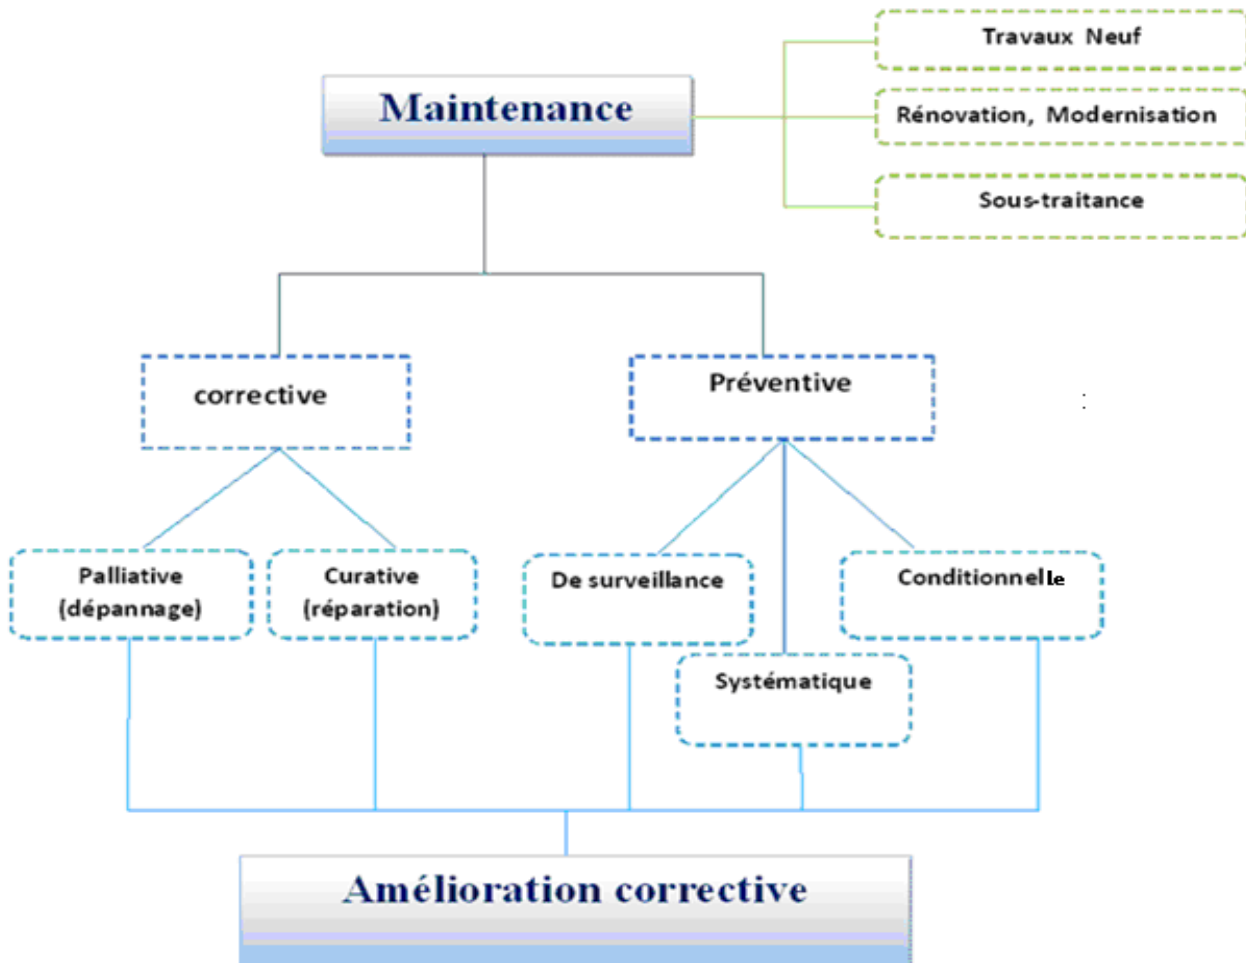 Travaux Neuf
Maintenance
Rénovation, Modernisation
Sous-traitance
corrective
Préventive
:
Palliative
(dépannage)
Curative
(réparation)
De surveillance
Conditionnelle
Systématique
Amélioration corrective